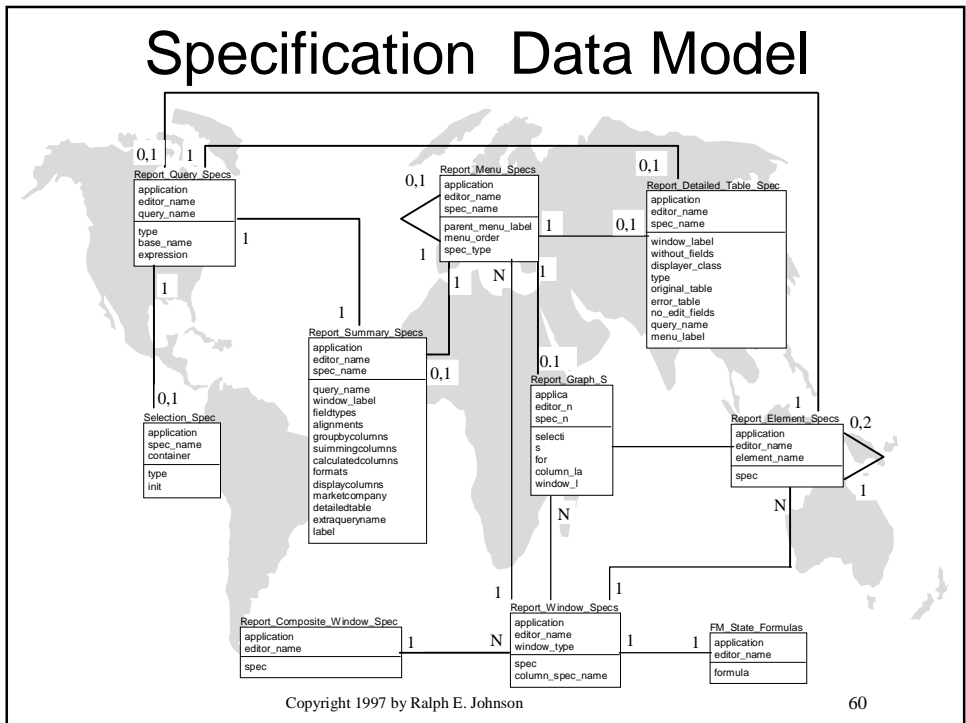 Specification Data Model
0,1
1
Report_Query_Specs
application
editor_name
query_name
type
base_name
expression
1
1
0,1
Selection_Spec
application
spec_name
container
type
init
1
Report_Summary_Specs
application
editor_name
spec_name
query_name
window_label
fieldtypes
alignments
groupbycolumns
suimmingcolumns
calculatedcolumns
formats
displaycolumns
marketcompany
detailedtable
extraqueryname
label
0,1
0,1
1
Report_Menu_Specs
application
editor_name
spec_name
parent_menu_label
menu_order
spec_type
1
N
1
1
0,1
0,1
Report_Detailed_Table_Spec
application
editor_name
spec_name
window_label
without_fields
displayer_class
type
original_table
error_table
no_edit_fields
query_name
menu_label
0.1
Report_Graph_S
applica
editor_n
spec_n
selecti
s
for
column_la
window_l
N
1
0,2
Report_Element_Specs
application
editor_name
element_name
spec
1
N
1
1
Report_Window_Specs
application
editor_name
window_type
spec
column_spec_name
N
1
Report_Composite_Window_Spec
application
editor_name
spec
1
1
FM_State_Formulas
application
editor_name
formula
Copyright 1997 by Ralph E. Johnson
60